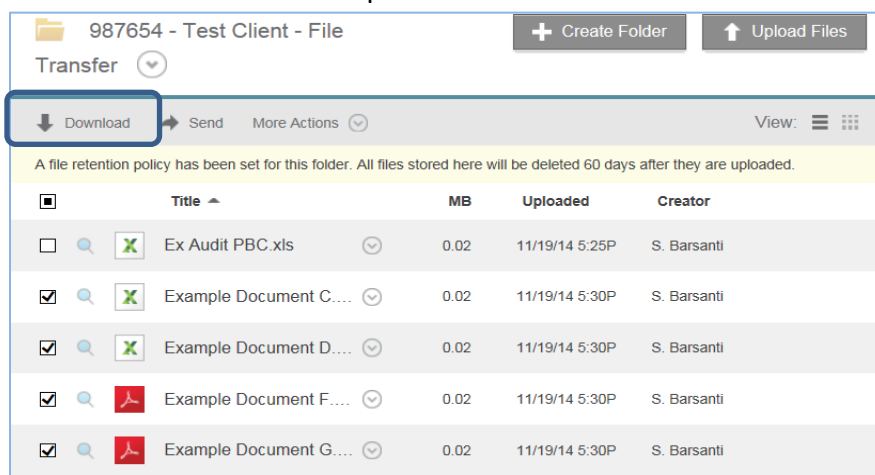 987654 - Test Client - File
Transfer
Create Folder
Upload Files
Download Send More Actions View:
A file retention policy has been set for this folder. All files stored here will be deleted 60 days after they are uploaded.
Title MB Uploaded Creator
Ex Audit PBC.xls 0.02 11/19/14 5:25P S. Barsanti
Example Document C.... 0.02 11/19/14 5:30P S. Barsanti
Example Document D.... 0.02 11/19/14 5:30P S. Barsanti
Example Document F.... 0.02 11/19/14 5:30P S. Barsanti
Example Document G.... 0.02 11/19/14 5:30P S. Barsanti